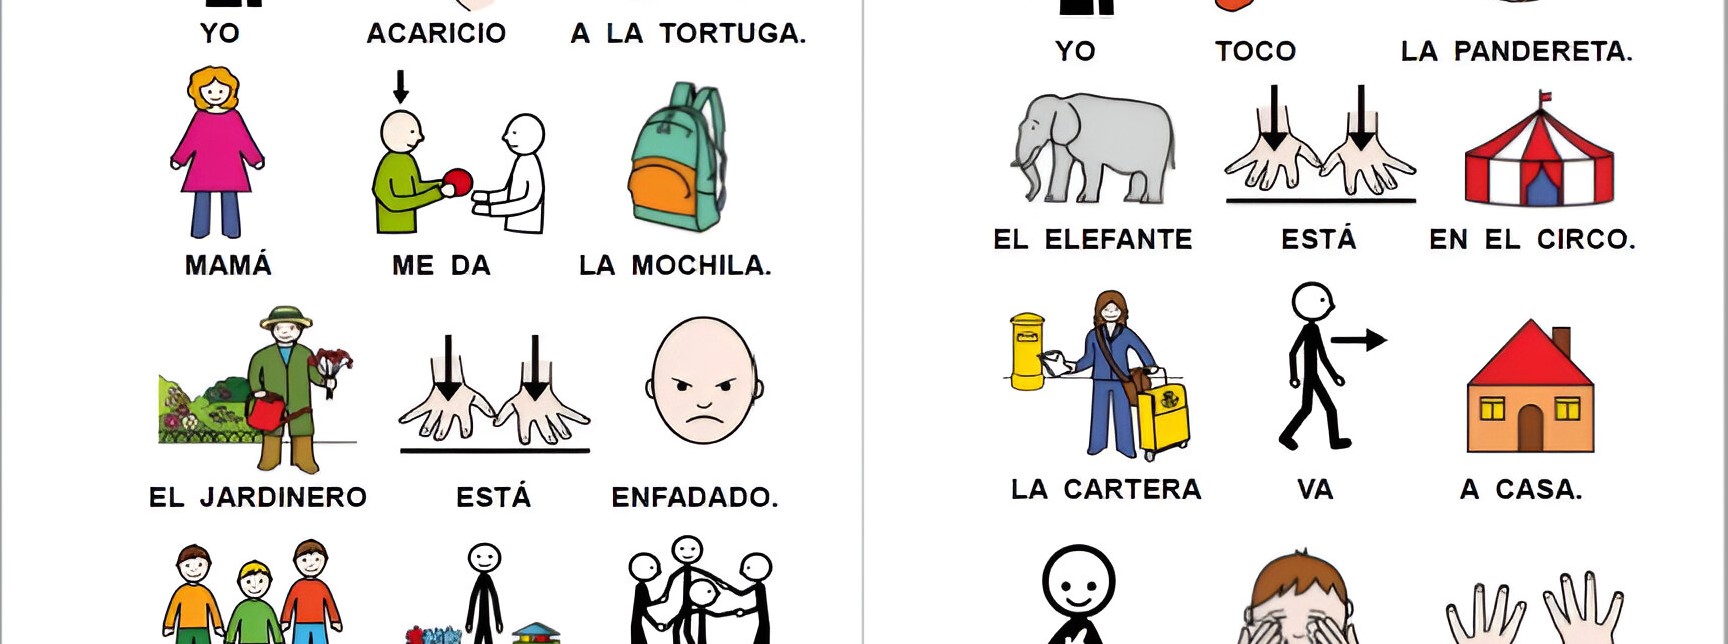 YO ACARICIO A LA TORTUGA.
MAMÁ ME DA LA MOCHILA.
EL JARDINERO ESTÁ ENFADADO.
YO TOCO LA PANDERETA.
EL ELEFANTE ESTÁ EN EL CIRCO.
LA CARTERA VA A CASA.